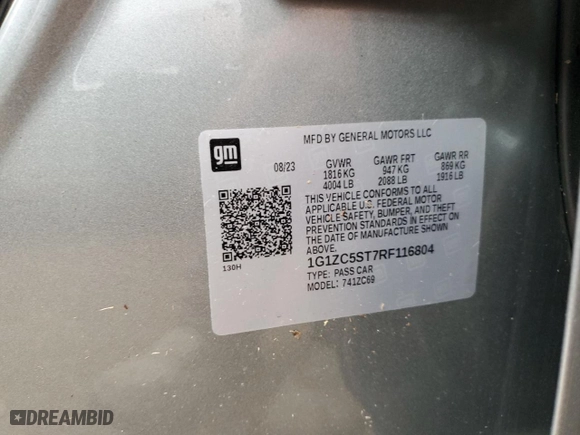 MFD BY GENERAL MOTORS LLC
gm
08/23 GVWR GAWR FRT GAWR RR
1816 KG 947 KG 869 KG
4004 LB 2088 LB 1916 LB
THIS VEHICLE CONFORMS TO ALL
APPLICABLE U.S. FEDERAL MOTOR
VEHICLE SAFETY, BUMPER, AND THEFT
PREVENTION STANDARDS IN EFFECT ON
THE DATE OF MANUFACTURE SHOWN
ABOVE.
130H
1G1ZC5ST7RF116804
TYPE: PASS CAR
MODEL: 741ZC69
DREAMBID